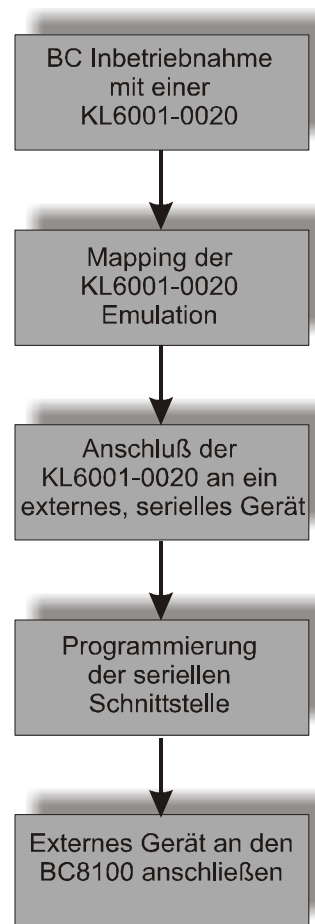 BC Inbetriebnahme
mit einer
KL6001-0020
Mapping der
KL6001-0020
Emulation
Anschluß der
KL6001-0020 an ein
externes, serielles Gerät
Programmierung
der seriellen
Schnittstelle
Externes Gerät an den
BC8100 anschließen